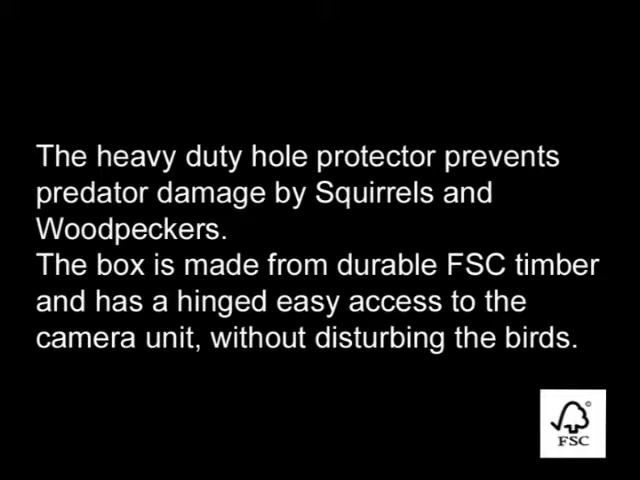 The heavy duty hole protector prevents
predator damage by Squirrels and
Woodpeckers.
The box is made from durable FSC timber
and has a hinged easy access to the
camera unit, without disturbing the birds.
©
FSC